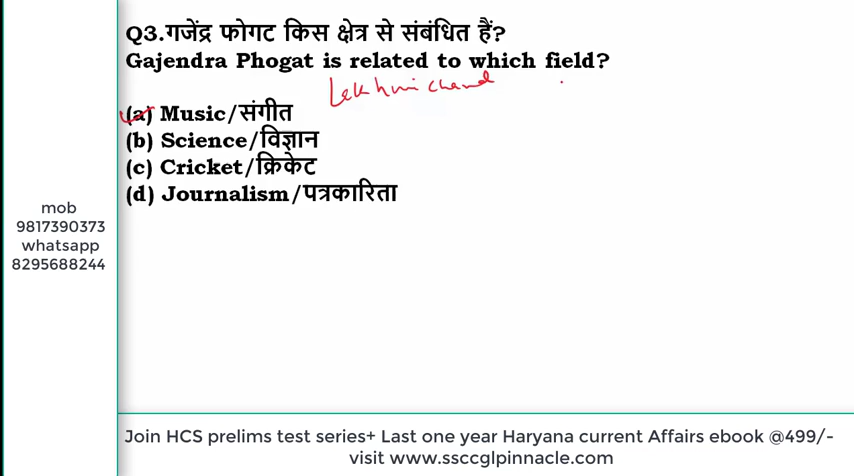 Q3.गजेंद्र फोगट किस क्षेत्र से संबंधित हैं?
Gajendra Phogat is related to which field?
Lekhmi chand
(a) Music/संगीत
(b) Science/विज्ञान
(c) Cricket/क्रिकेट
(d) Journalism/पत्रकारिता
mob
9817390373
whatsapp
8295688244
Join HCS prelims test series+ Last one year Haryana current Affairs ebook @499/-
visit www.ssccglpinnacle.com